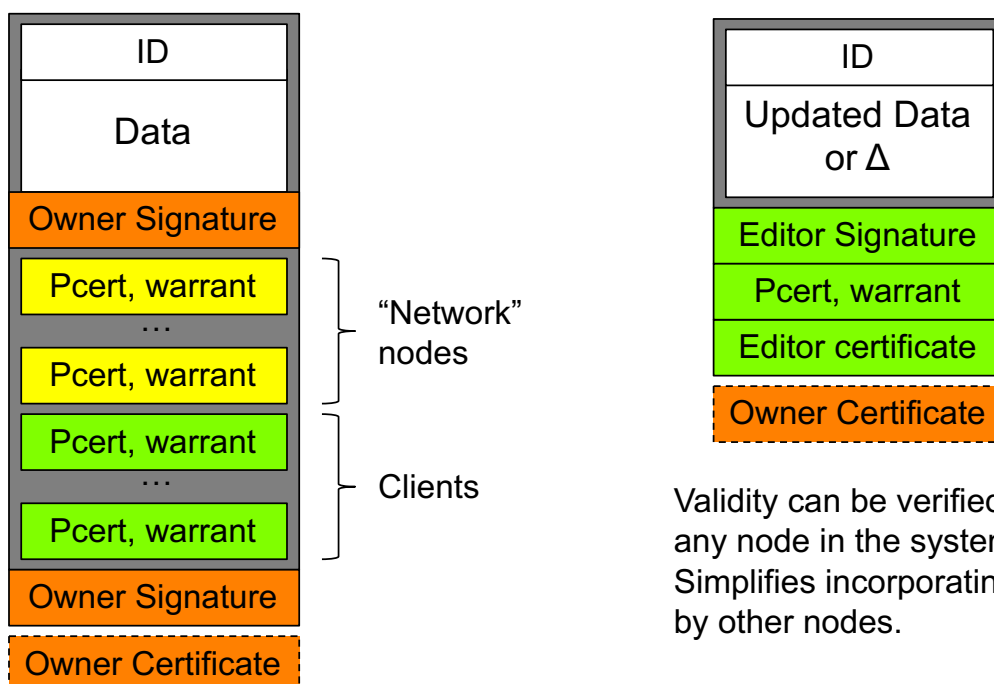 ID
Data
Owner Signature
Pcert, warrant
...
Pcert, warrant
Pcert, warrant
...
Pcert, warrant
Owner Signature
Owner Certificate
“Network”
nodes
Clients
ID
Updated Data
or Δ
Editor Signature
Pcert, warrant
Editor certificate
Owner Certificate
Validity can be verified
any node in the
Simplifies
by other nodes.